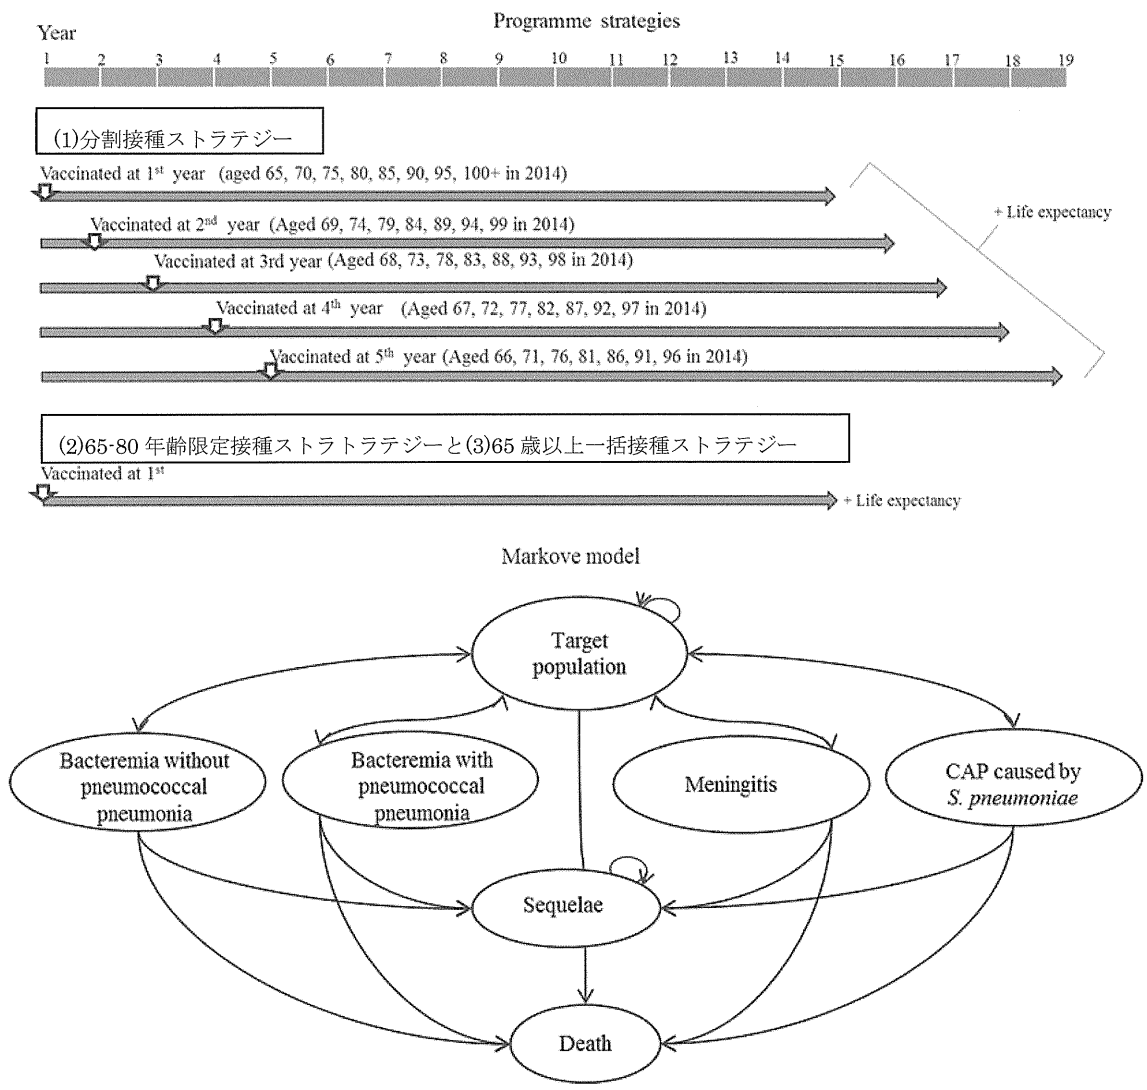 Programme strategies
Year
1 2 3 4 5 6 7 8 9 10 11 12 13 14 15 16 17 18 19
(1)分割接種ストラテジー
Vaccinated at 1st year (aged 65, 70, 75, 80, 85, 90, 95, 100+ in 2014)
+ Life expectancy
Vaccinated at 2nd year (Aged 69, 74, 79, 84, 89, 94, 99 in 2014)
Vaccinated at 3rd year (Aged 68, 73, 78, 83, 88, 93, 98 in 2014)
Vaccinated at 4th year (Aged 67, 72, 77, 82, 87, 92, 97 in 2014)
Vaccinated at 5th year (Aged 66, 71, 76, 81, 86, 91, 96 in 2014)
(2)65-80 年齢限定接種ストラトラテジーと(3)65 歳以上一括接種ストラテジー
Vaccinated at 1st
+ Life expectancy
Markove model
Target
population
Bacteremia without
pneumococcal
pneumonia
Bacteremia with
pneumococcal
pneumonia
Meningitis
CAP caused by
S. pneumoniae
Sequelae
Death